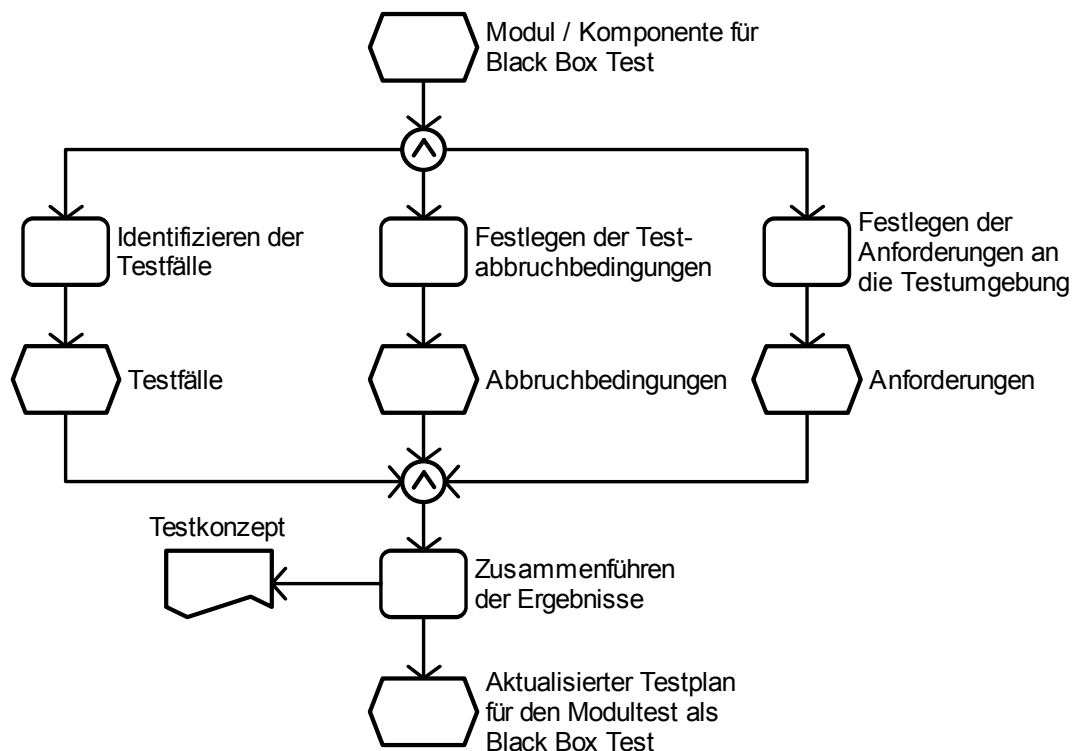 Modul / Komponente für
Black Box Test
Identifizieren der
Testfälle
Festlegen der Test-
abbruchbedingungen
Festlegen der
Anforderungen an
die Testumgebung
Testfälle
Abbruchbedingungen
Anforderungen
Testkonzept
Zusammenführen
der Ergebnisse
Aktualisierter Testplan
für den Modultest als
Black Box Test